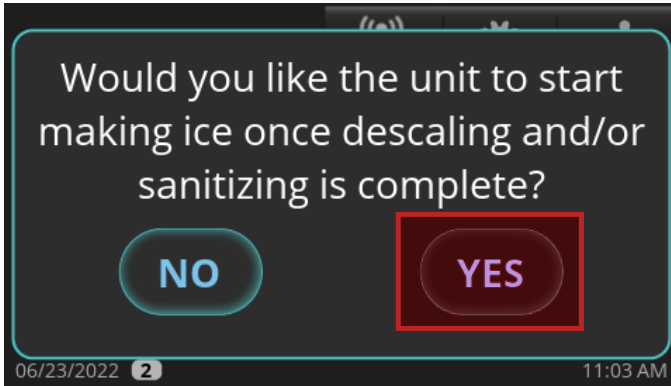 Would you like the unit to start
making ice once descaling and/or
sanitizing is complete?
NO YES
06/23/2022 2 11:03 AM